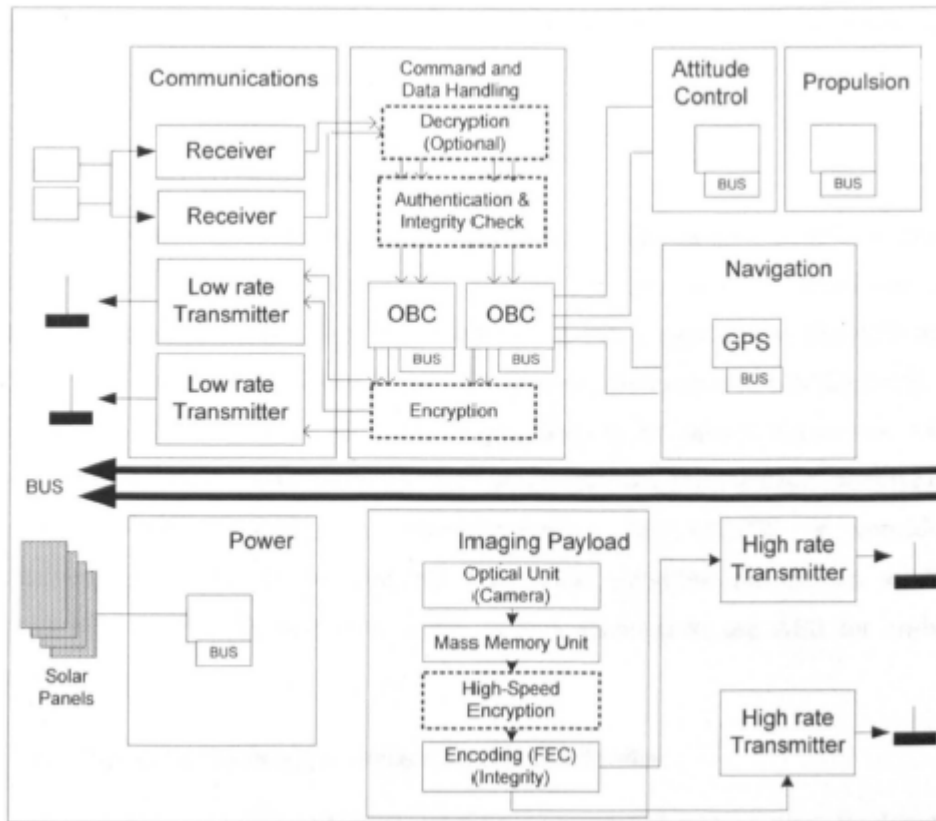 Communications
Receiver
Receiver
Low rate
Transmitter
Low rate
Transmitter
Command and
Data Handling
Decryption
(Optional)
Authentication &
Integrity Check
OBC
BUS
OBC
BUS
Encryption
Attitude
Control
BUS
Propulsion
BUS
Navigation
GPS
BUS
BUS
Solar
Panels
Power
BUS
Imaging Payload
Optical Unit
(Camera)
Mass Memory Unit
High-Speed
Encryption
Encoding (FEC)
(Integrity)
High rate
Transmitter
High rate
Transmitter